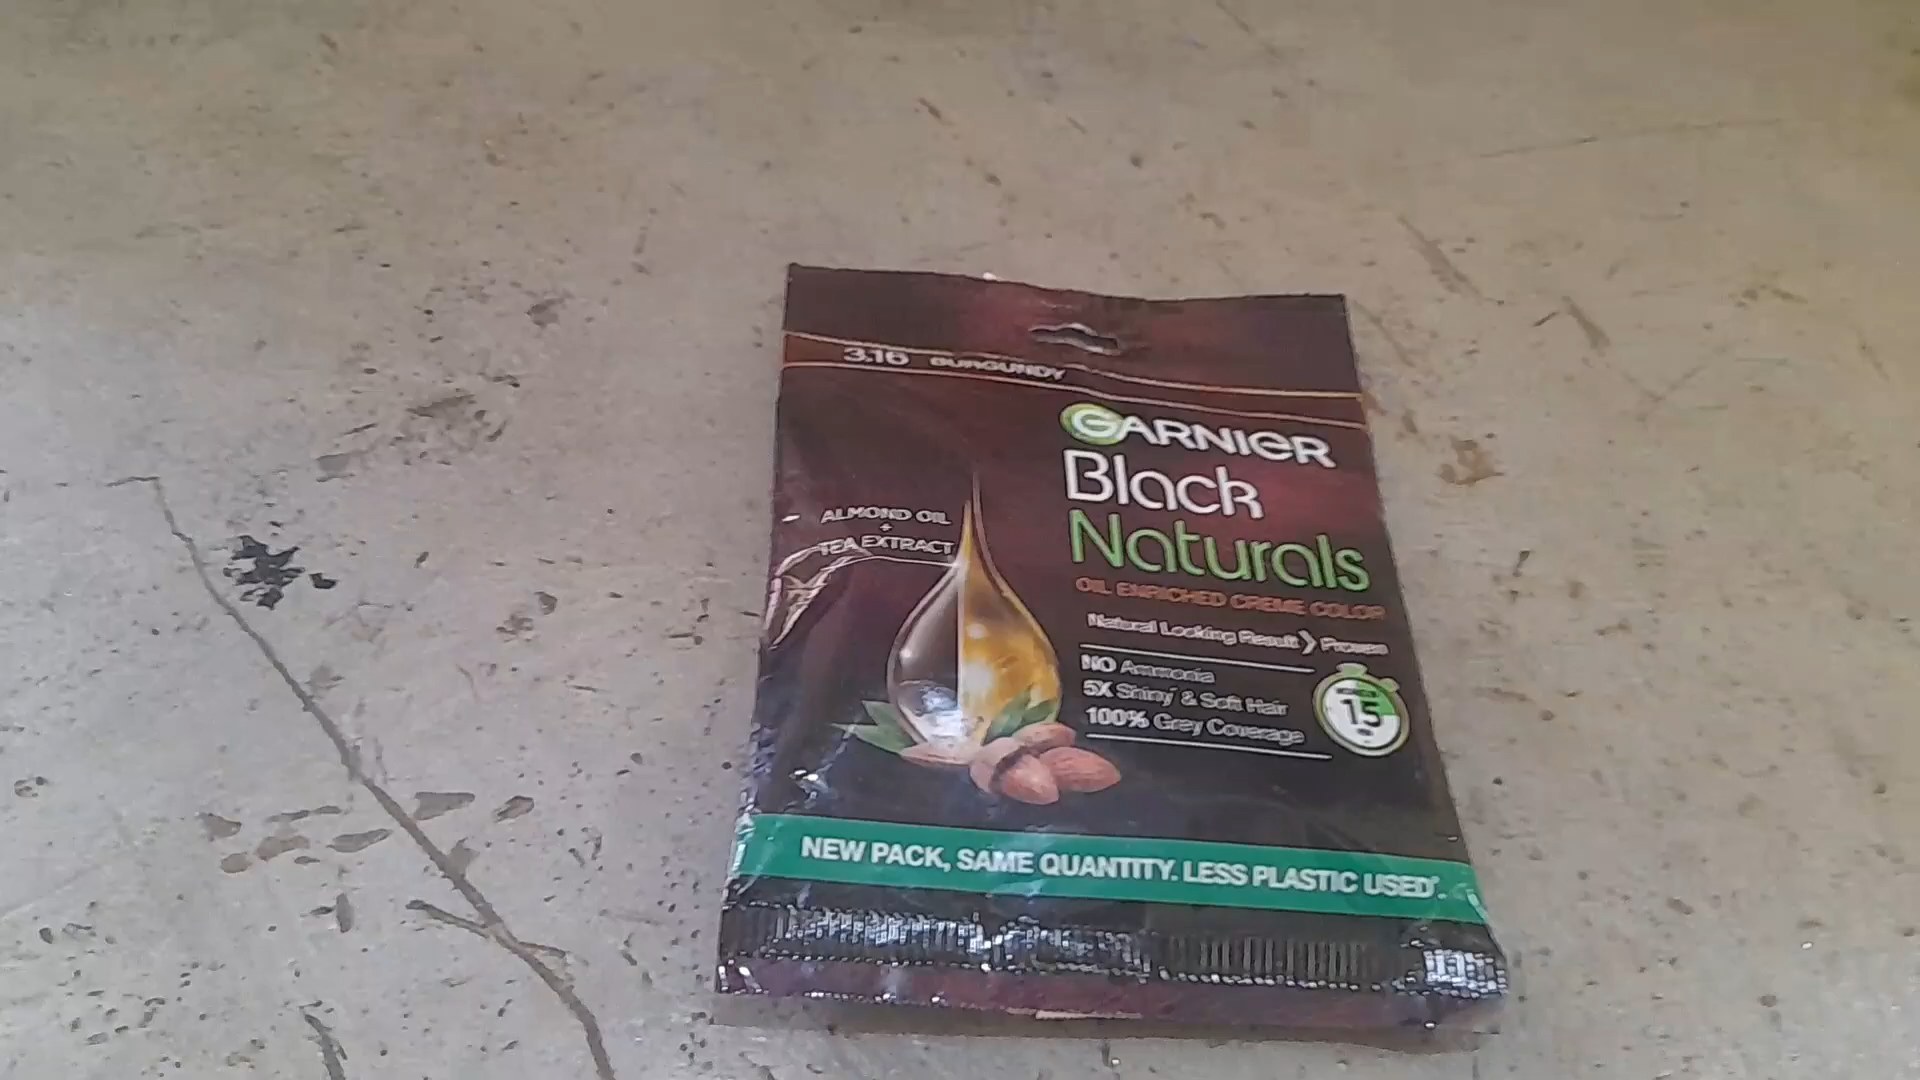 3.16 BURGUNDY
GARNIER
Black
Naturals
OIL ENRICHED CREME COLOR
Natural Looking Result > Proven
ALMOND OIL
+
TEA EXTRACT
NO Ammonia
5X Shiny & Soft Hair
100% Grey Coverage
15
NEW PACK, SAME QUANTITY. LESS PLASTIC USED*.